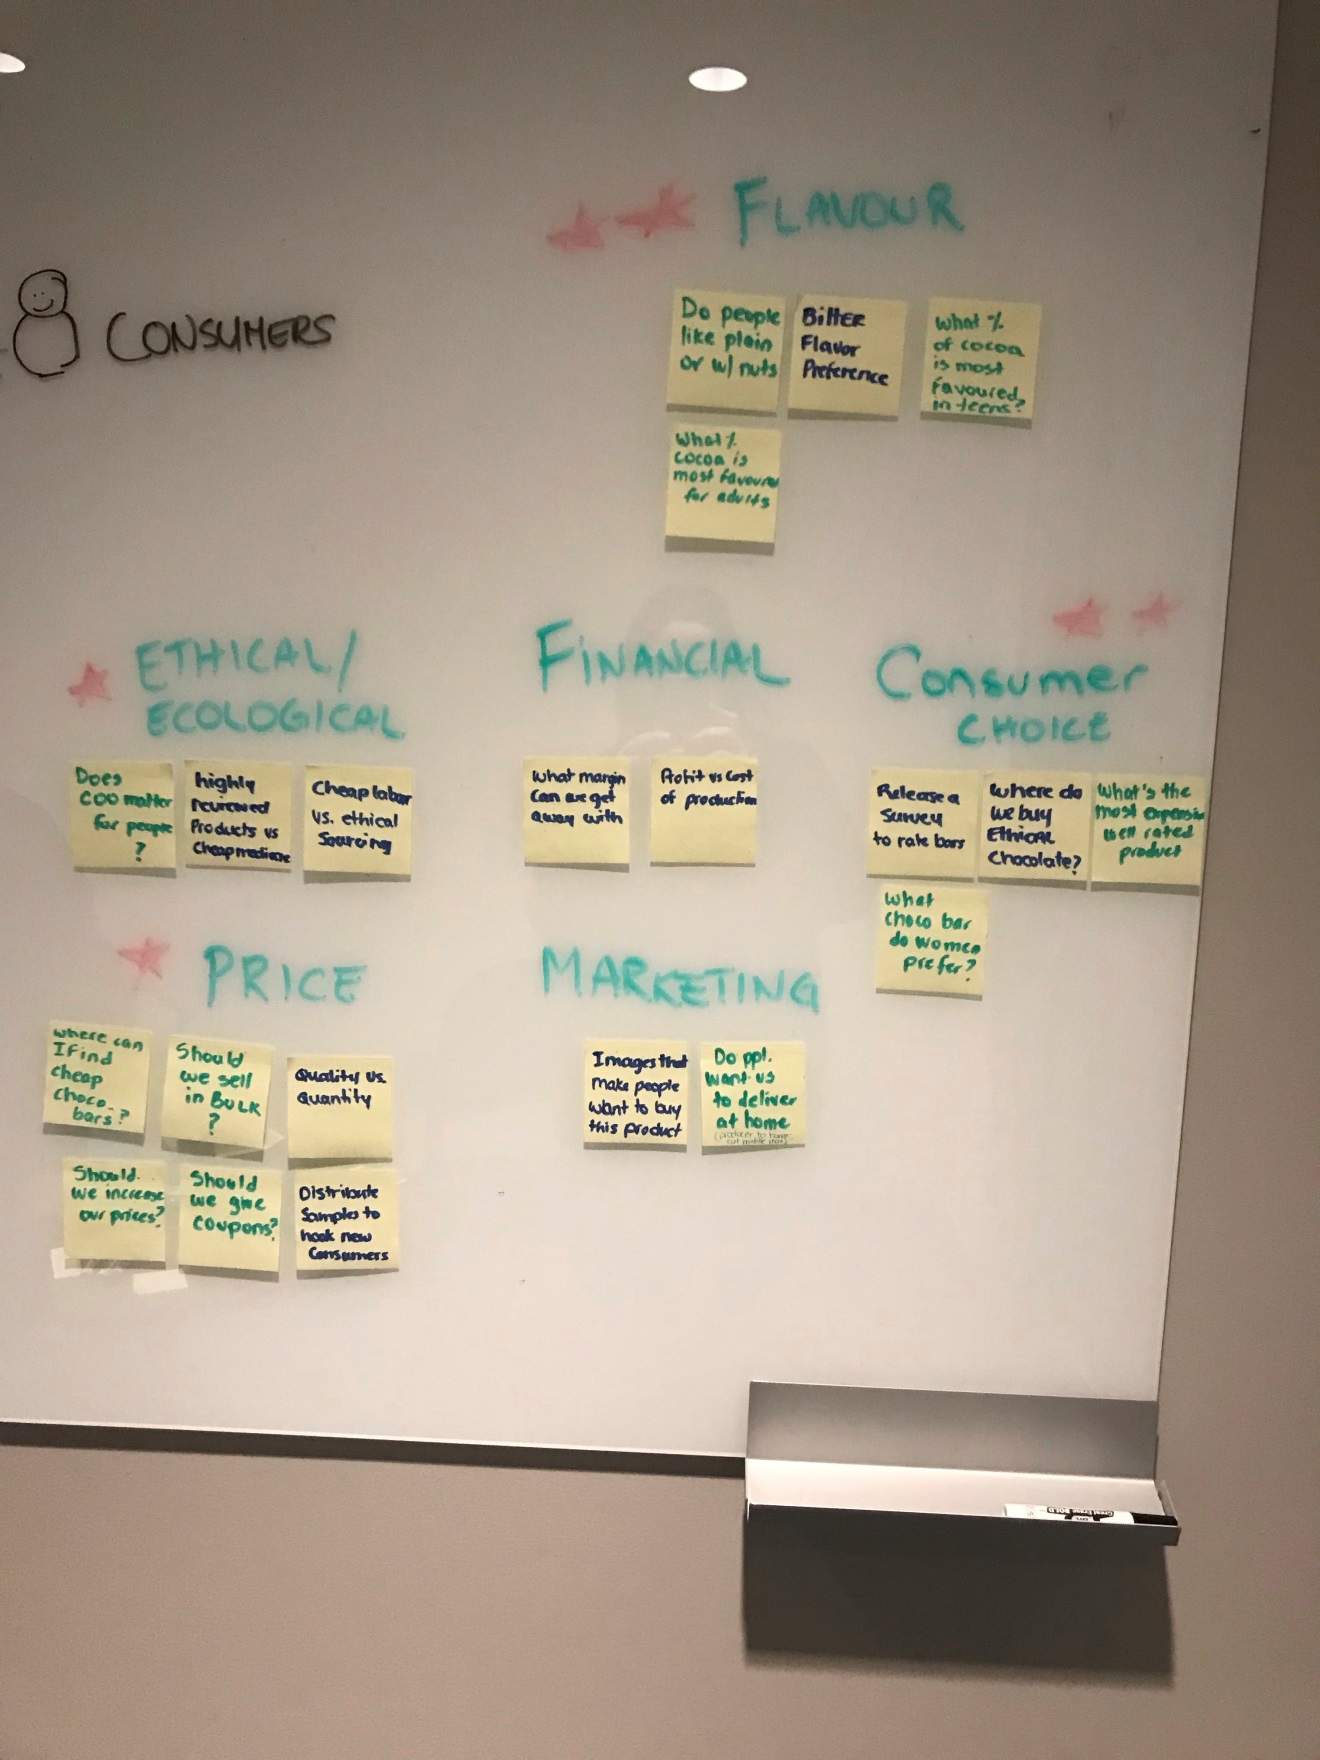 FLAVOUR
CONSUMERS
Do people
like plain
or w/ nuts
Bitter
Flavor
Preference
What %
of cocoa
is most
favoured
in teens?
What %
cocoa is
most favoured
for adults
ETHICAL/
ECOLOGICAL
Does
COO matter
for people
?
highly
reviewed
Products vs
Cheap mediocre
Cheap labor
vs. ethical
Sourcing
FINANCIAL
What margin
Can we get
away with
Profit vs Cost
of production
Consumer
CHOICE
Release a
survey
to rate bars
Where do
we buy
Ethical
Chocolate?
What's the
most expensive
well rated
product
What
choco bar
do women
prefer?
PRICE
where can
I find
cheap
choco
bars?
Should
we sell
in BULK
?
Quality vs.
quantity
Should
we increase
our prices?
Should
we give
coupons?
Distribute
Samples to
hook new
Consumers
MARKETING
Images that
make people
want to buy
this product
Do ppl.
want us
to deliver
at home
(producer to home
cut middle man)